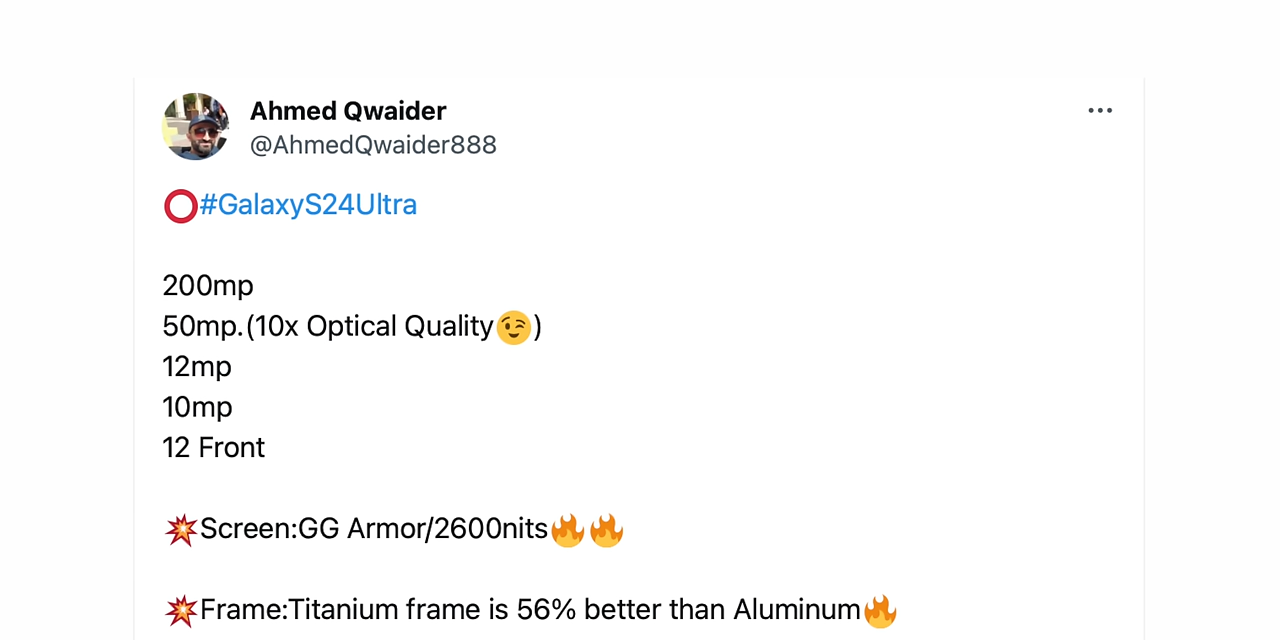 Ahmed Qwaider
@AhmedQwaider888
⭕#GalaxyS24Ultra
200mp
50mp.(10x Optical Quality😉)
12mp
10mp
12 Front
💥Screen:GG Armor/2600nits🔥🔥
💥Frame:Titanium frame is 56% better than Aluminum🔥